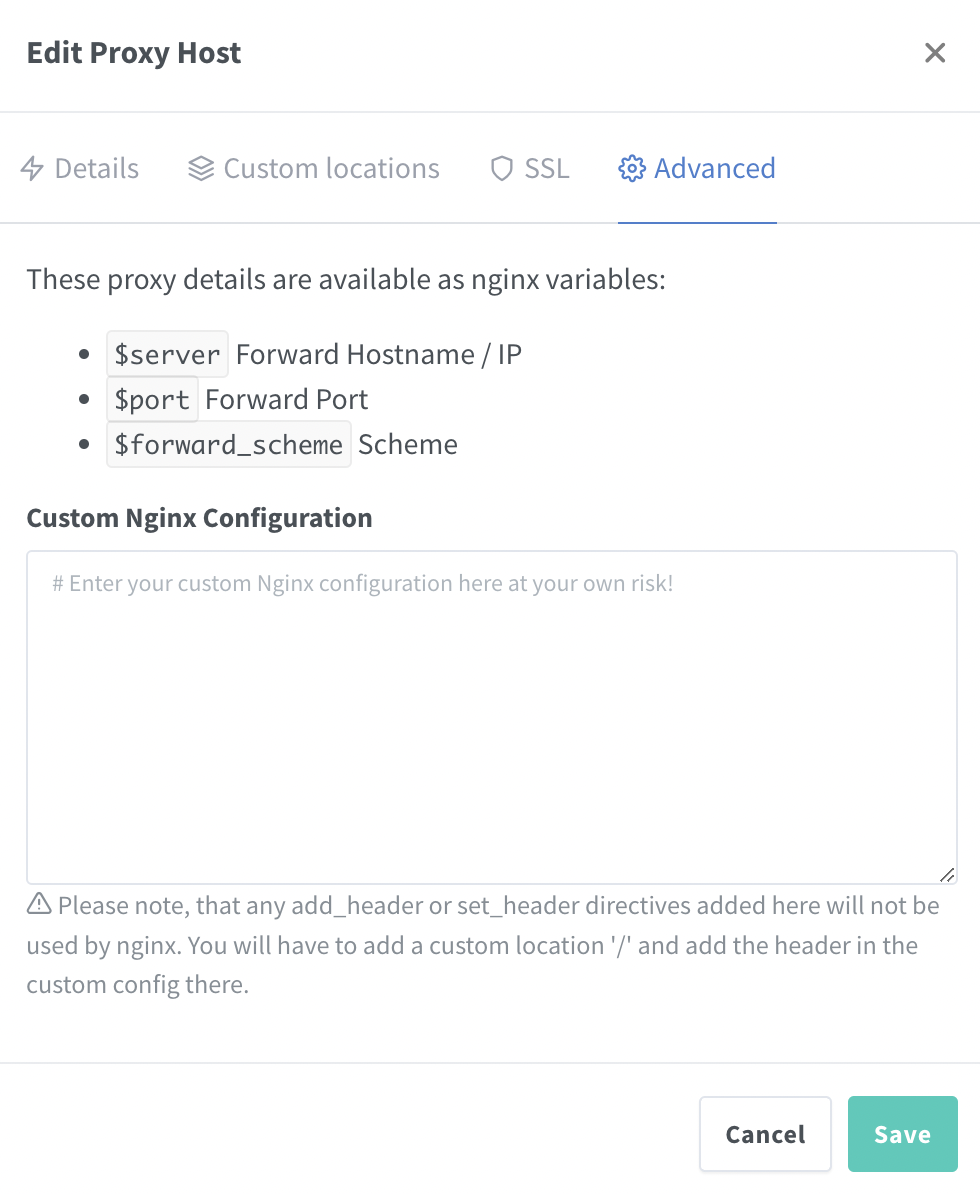 Edit Proxy Host
Details
Custom locations
SSL
Advanced
These proxy details are available as nginx variables:
$server Forward Hostname / IP
$port Forward Port
$forward_scheme Scheme
Custom Nginx Configuration
# Enter your custom Nginx configuration here at your own risk!
Please note, that any add_header or set_header directives added here will not be
used by nginx. You will have to add a custom location '/' and add the header in the
custom config there.
Cancel
Save